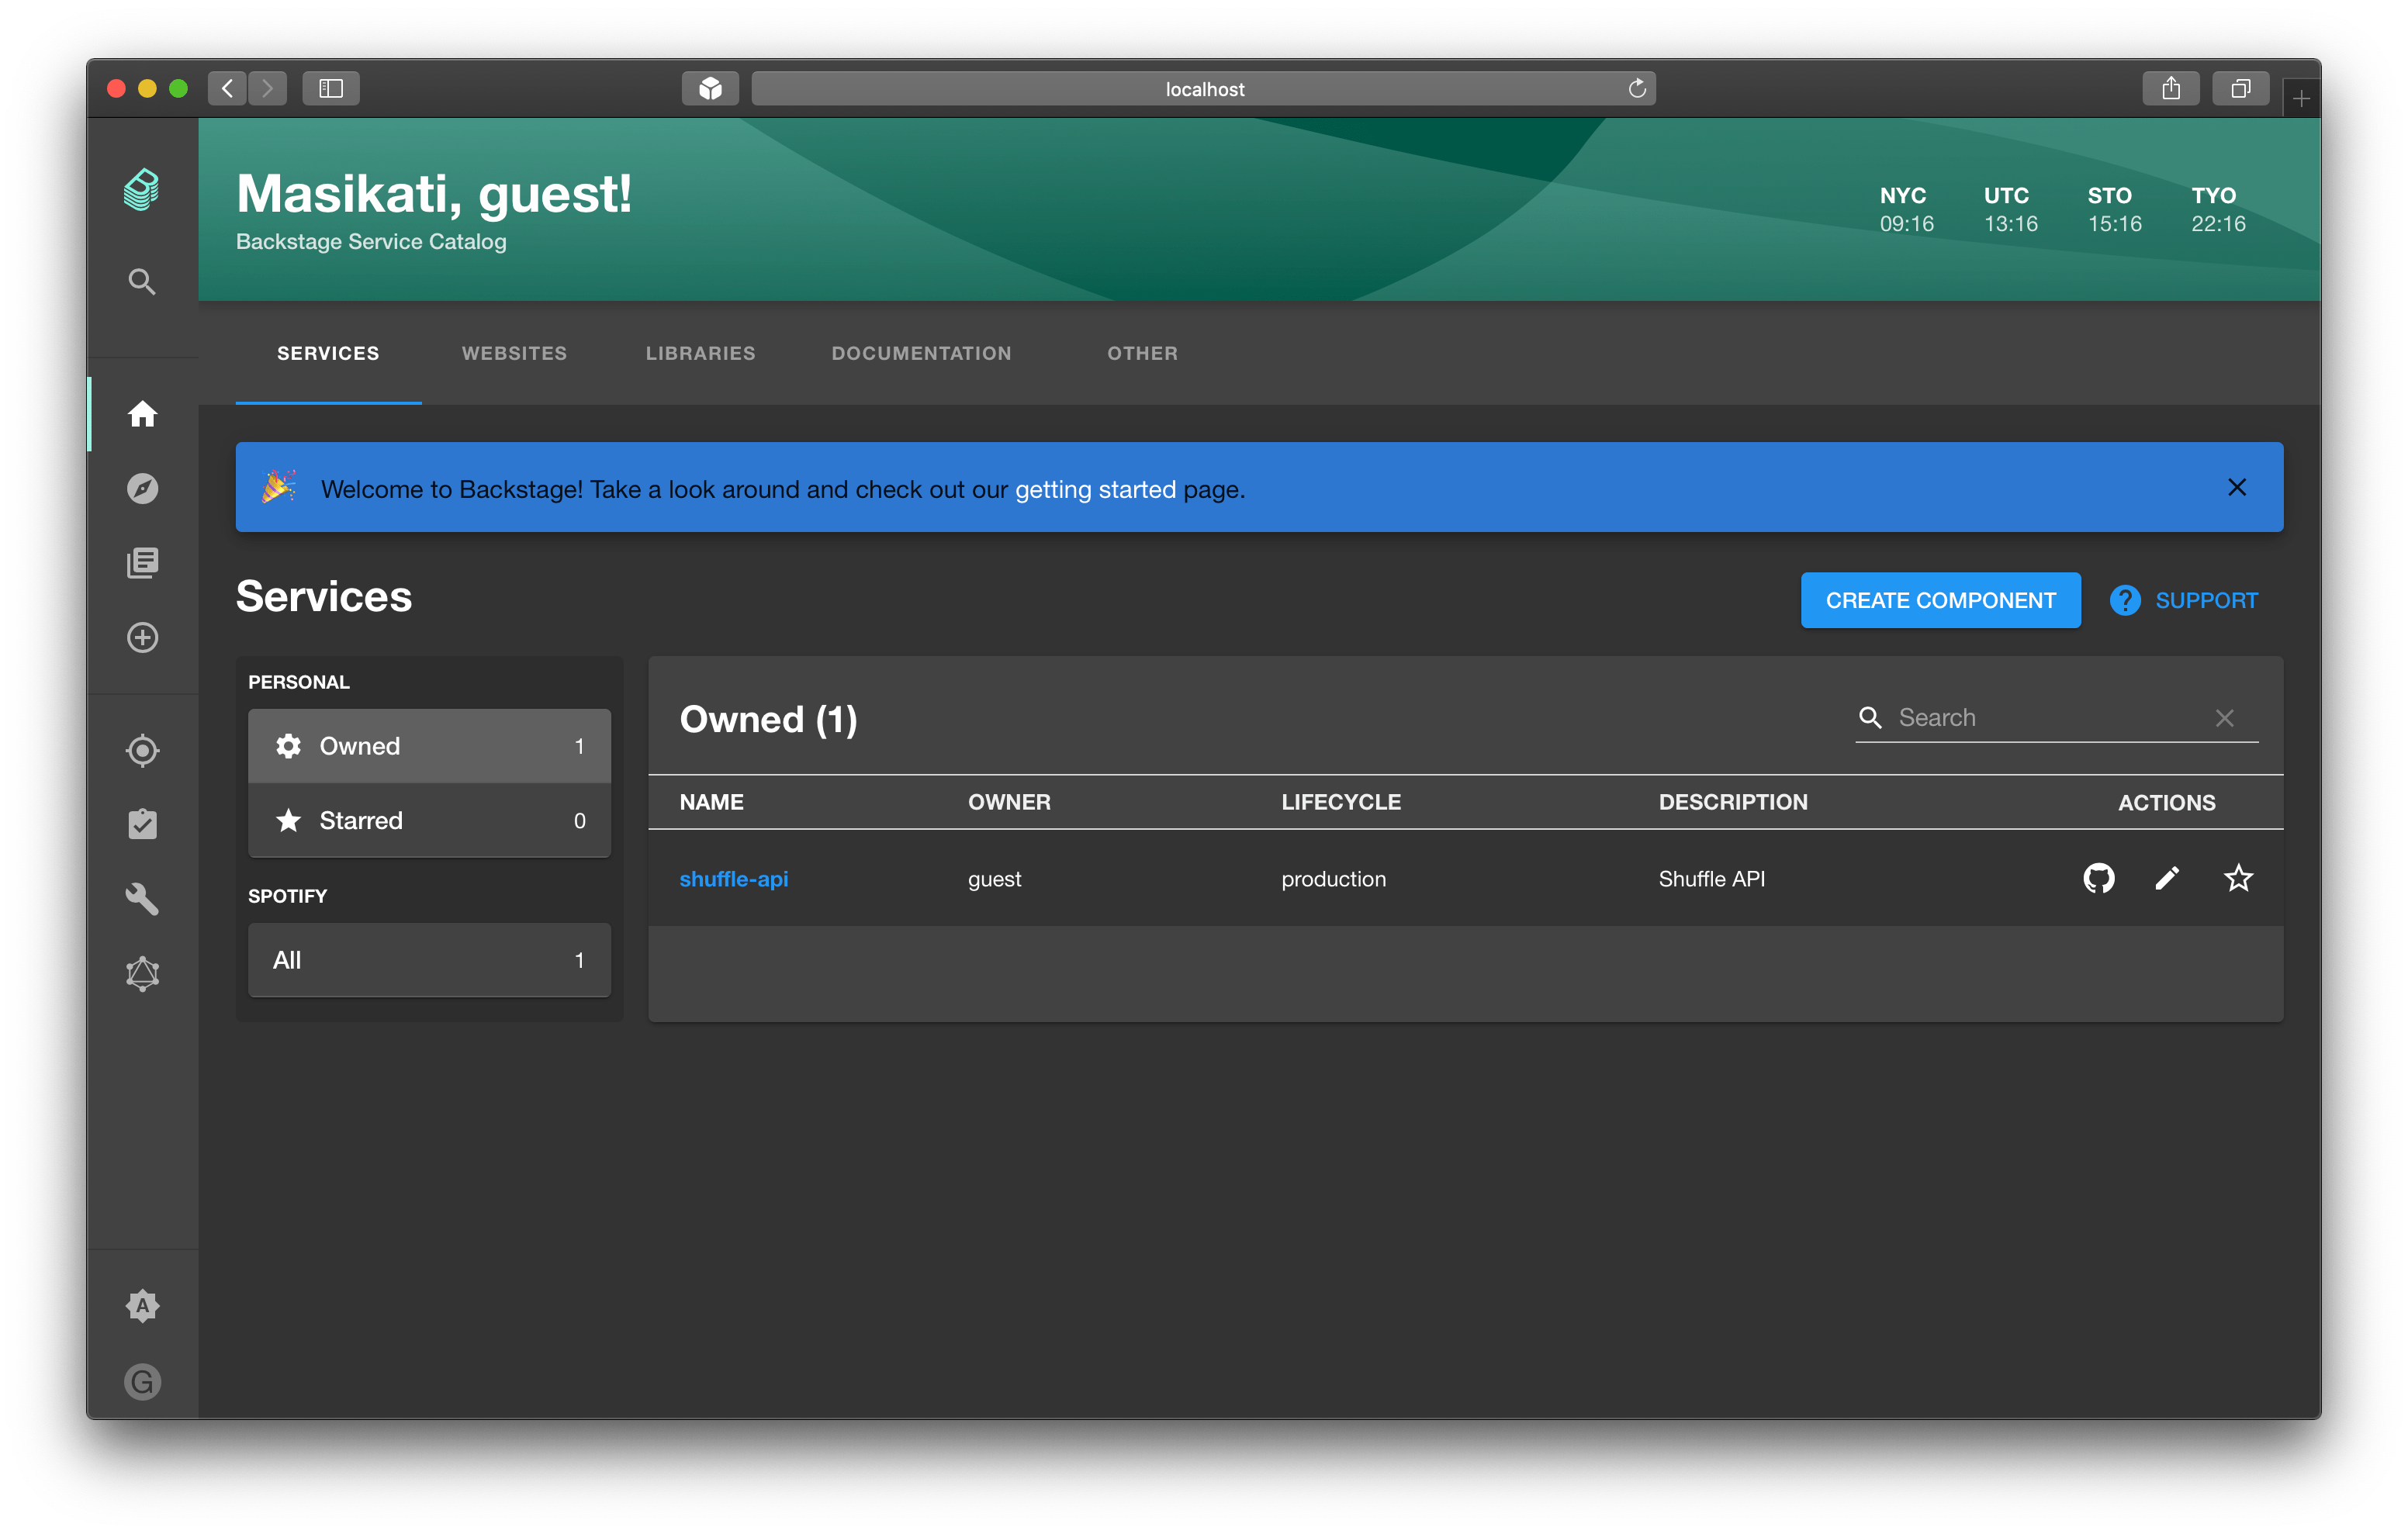 localhost
Masikati, guest!
Backstage Service Catalog
NYC UTC STO TYO
09:16 13:16 15:16 22:16
SERVICES WEBSITES LIBRARIES DOCUMENTATION OTHER
🎉 Welcome to Backstage! Take a look around and check out our getting started page.
Services
CREATE COMPONENT
SUPPORT
PERSONAL
Owned 1
Starred 0
SPOTIFY
All 1
Owned (1)
Search
NAME OWNER LIFECYCLE DESCRIPTION ACTIONS
shuffle-api guest production Shuffle API
A
G